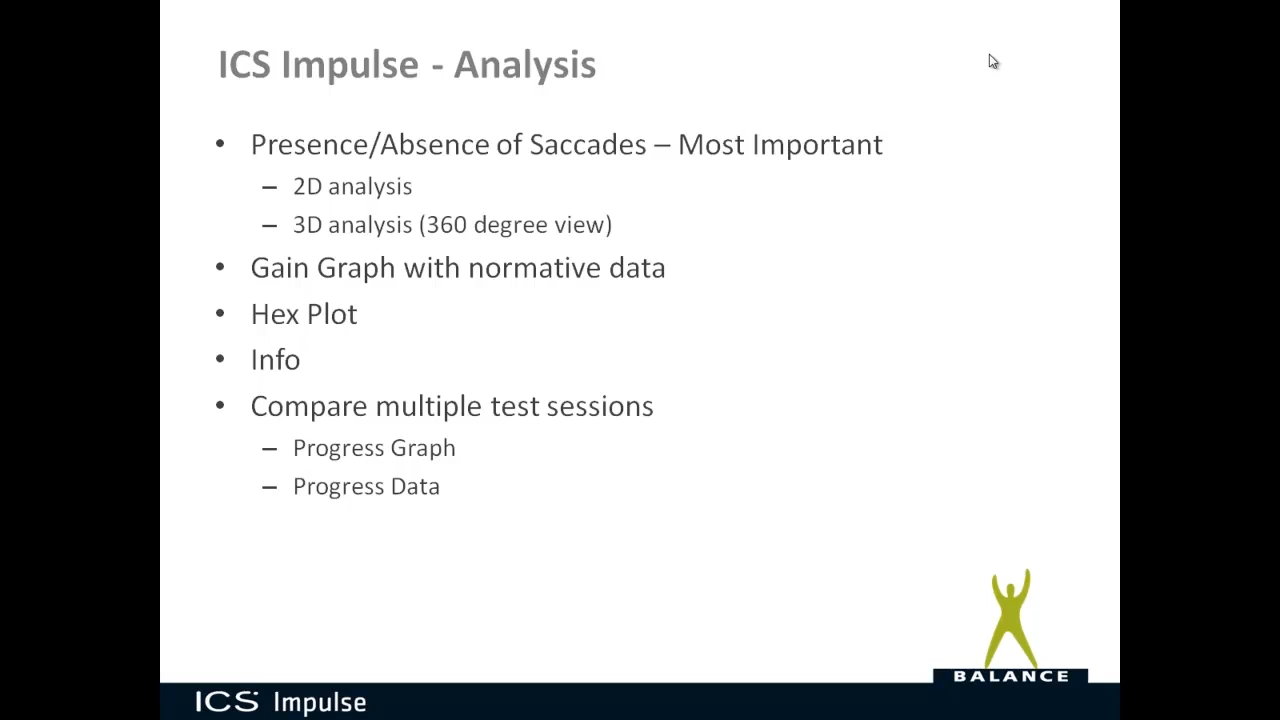 ICS Impulse - Analysis
• Presence/Absence of Saccades – Most Important
– 2D analysis
– 3D analysis (360 degree view)
• Gain Graph with normative data
• Hex Plot
• Info
• Compare multiple test sessions
– Progress Graph
– Progress Data
BALANCE
ICS Impulse